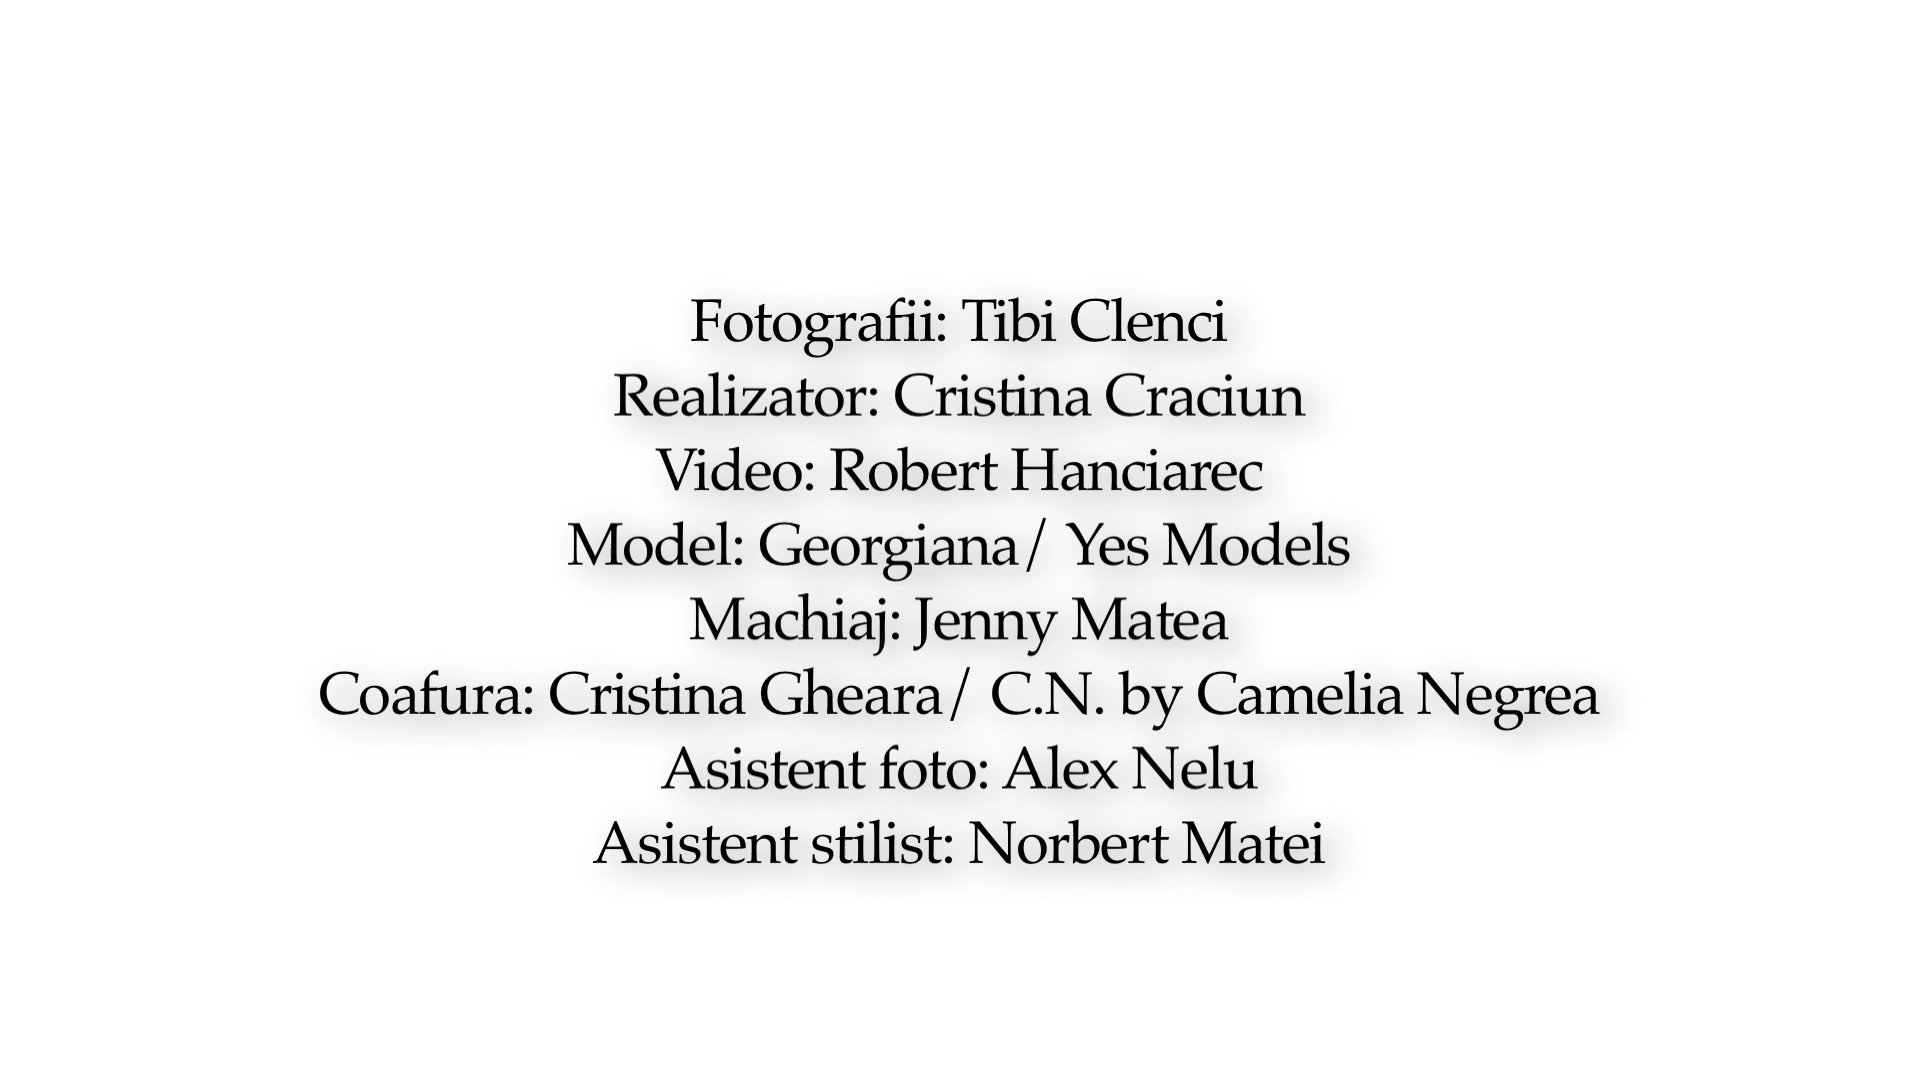 Fotografii: Tibi Clenci
Realizator: Cristina Craciun
Video: Robert Hanciarec
Model: Georgiana/ Yes Models
Machiaj: Jenny Matea
Coafura: Cristina Gheara/ C.N. by Camelia Negrea
Asistent foto: Alex Nelu
Asistent stilist: Norbert Matei